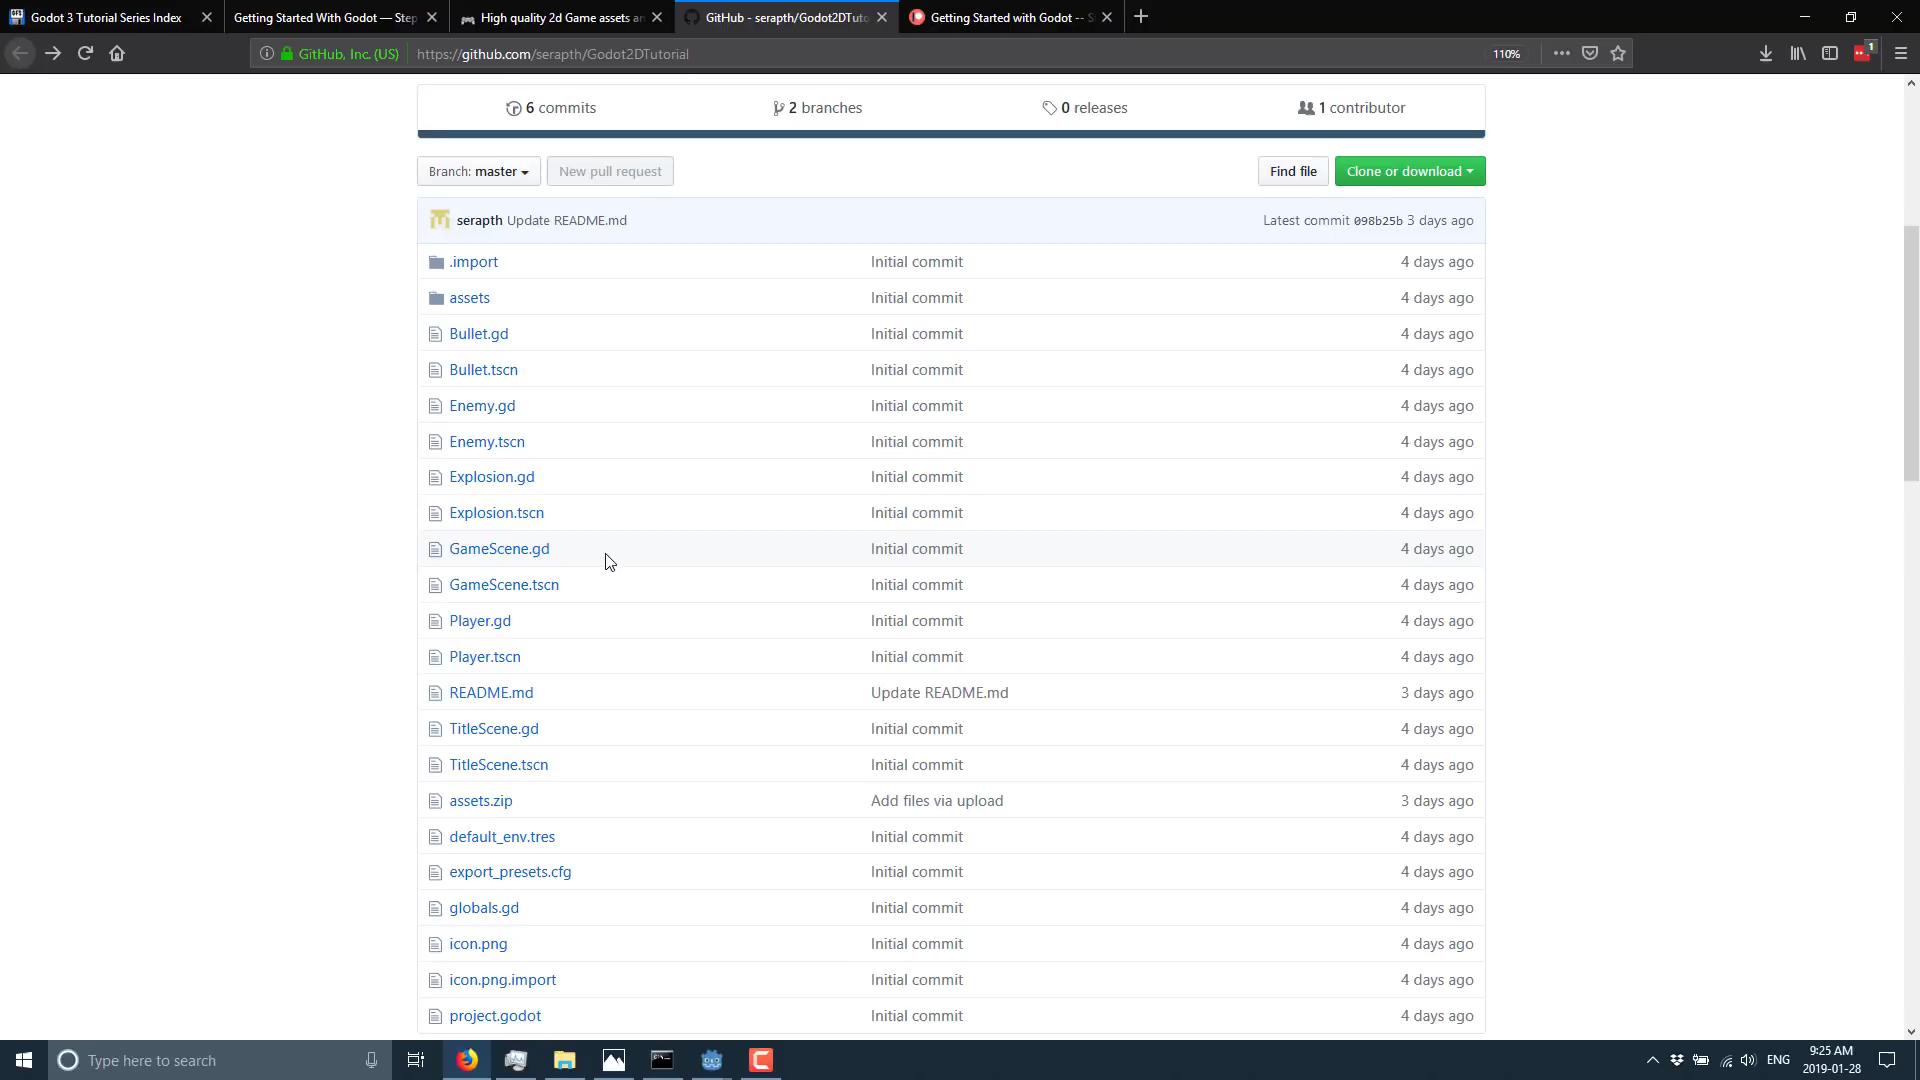 Godot 3 Tutorial Series Index
Getting Started With Godot — Step
High quality 2d Game assets an
GitHub - serapth/Godot2DTuto
Getting Started with Godot -- S
GitHub, Inc. (US)
https://github.com/serapth/Godot2DTutorial
110%
1
6 commits
2 branches
0 releases
1 contributor
Branch: master
New pull request
Find file
Clone or download
serapth Update README.md
Latest commit 098b25b 3 days ago
.import Initial commit 4 days ago
assets Initial commit 4 days ago
Bullet.gd Initial commit 4 days ago
Bullet.tscn Initial commit 4 days ago
Enemy.gd Initial commit 4 days ago
Enemy.tscn Initial commit 4 days ago
Explosion.gd Initial commit 4 days ago
Explosion.tscn Initial commit 4 days ago
GameScene.gd Initial commit 4 days ago
GameScene.tscn Initial commit 4 days ago
Player.gd Initial commit 4 days ago
Player.tscn Initial commit 4 days ago
README.md Update README.md 3 days ago
TitleScene.gd Initial commit 4 days ago
TitleScene.tscn Initial commit 4 days ago
assets.zip Add files via upload 3 days ago
default_env.tres Initial commit 4 days ago
export_presets.cfg Initial commit 4 days ago
globals.gd Initial commit 4 days ago
icon.png Initial commit 4 days ago
icon.png.import Initial commit 4 days ago
project.godot Initial commit 4 days ago
Type here to search
ENG
9:25 AM
2019-01-28